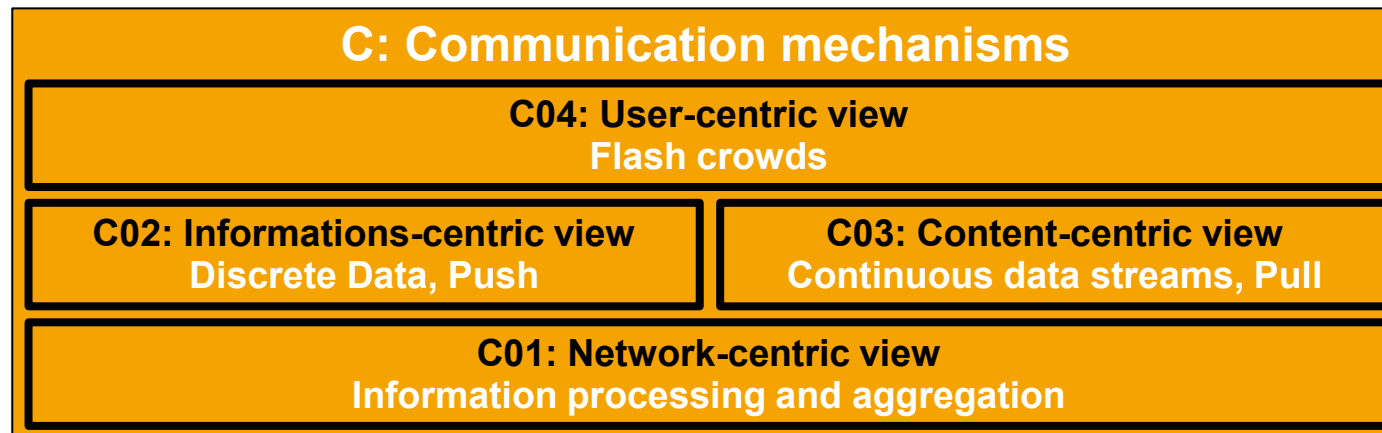 C: Communication mechanisms
C04: User-centric view
Flash crowds
C02: Informations-centric view
Discrete Data, Push
C03: Content-centric view
Continuous data streams, Pull
C01: Network-centric view
Information processing and aggregation